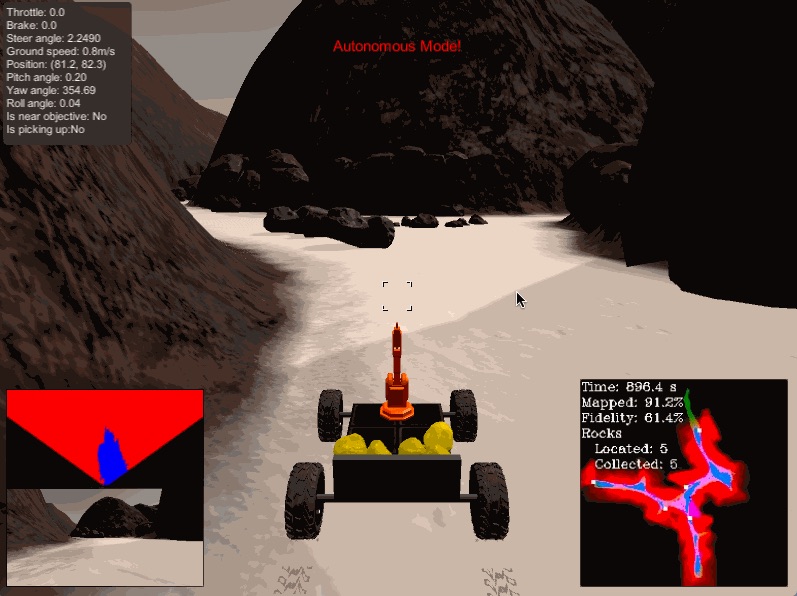 Throttle: 0.0
Brake: 0.0
Steer angle: 2.2490
Ground speed: 0.8m/s
Position: (81.2, 82.3)
Pitch angle: 0.20
Yaw angle: 354.69
Roll angle: 0.04
Is near objective: No
Is picking up:No
Autonomous Mode!
Time: 896.4 s
Mapped: 91.2%
Fidelity: 61.4%
Rocks
Located: 5
Collected: 5